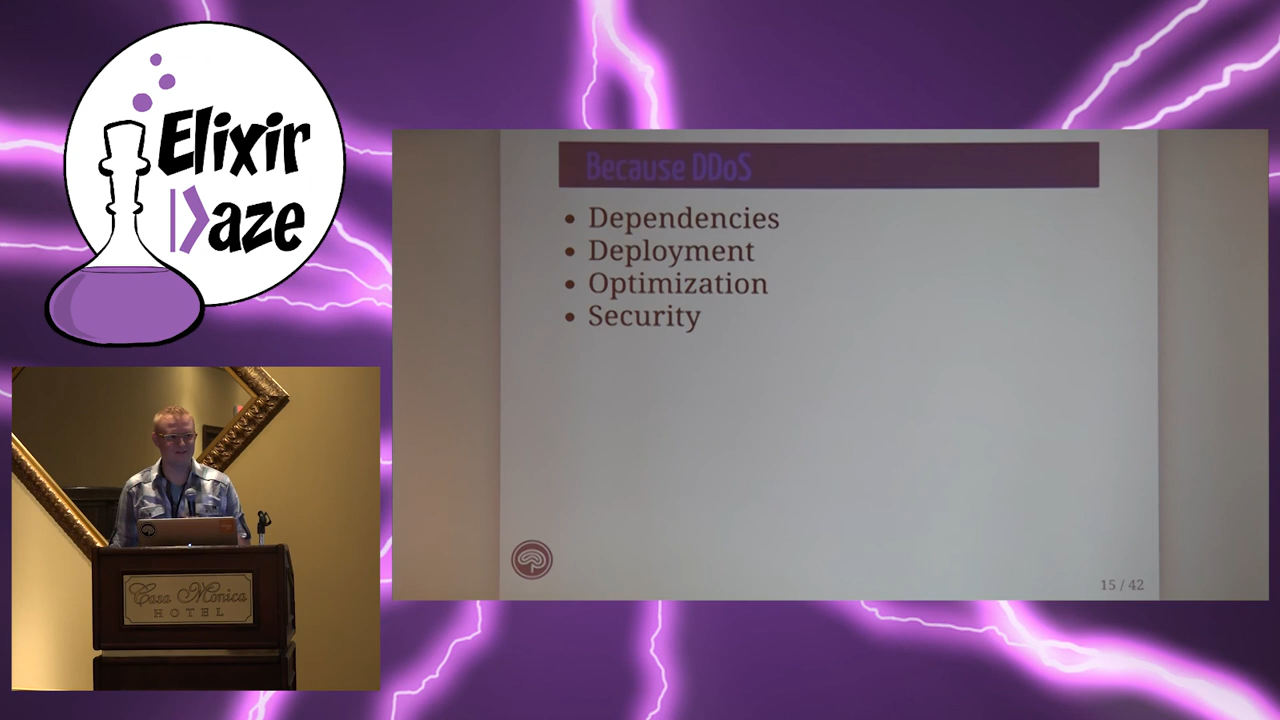 Elixir
|>aze
Because DDoS
• Dependencies
• Deployment
• Optimization
• Security
15 / 42
Casa Monica
HOTEL